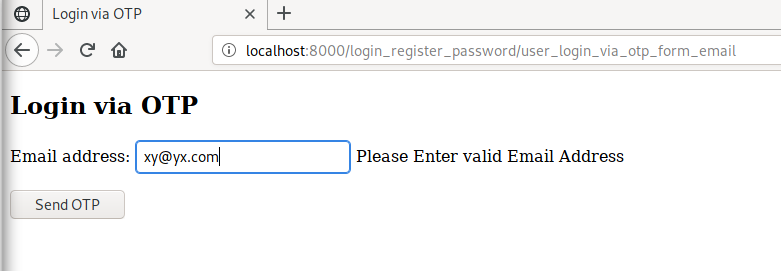 Login via OTP
localhost:8000/login_register_password/user_login_via_otp_form_email
Login via OTP
Email address: xy@yx.com Please Enter valid Email Address
Send OTP